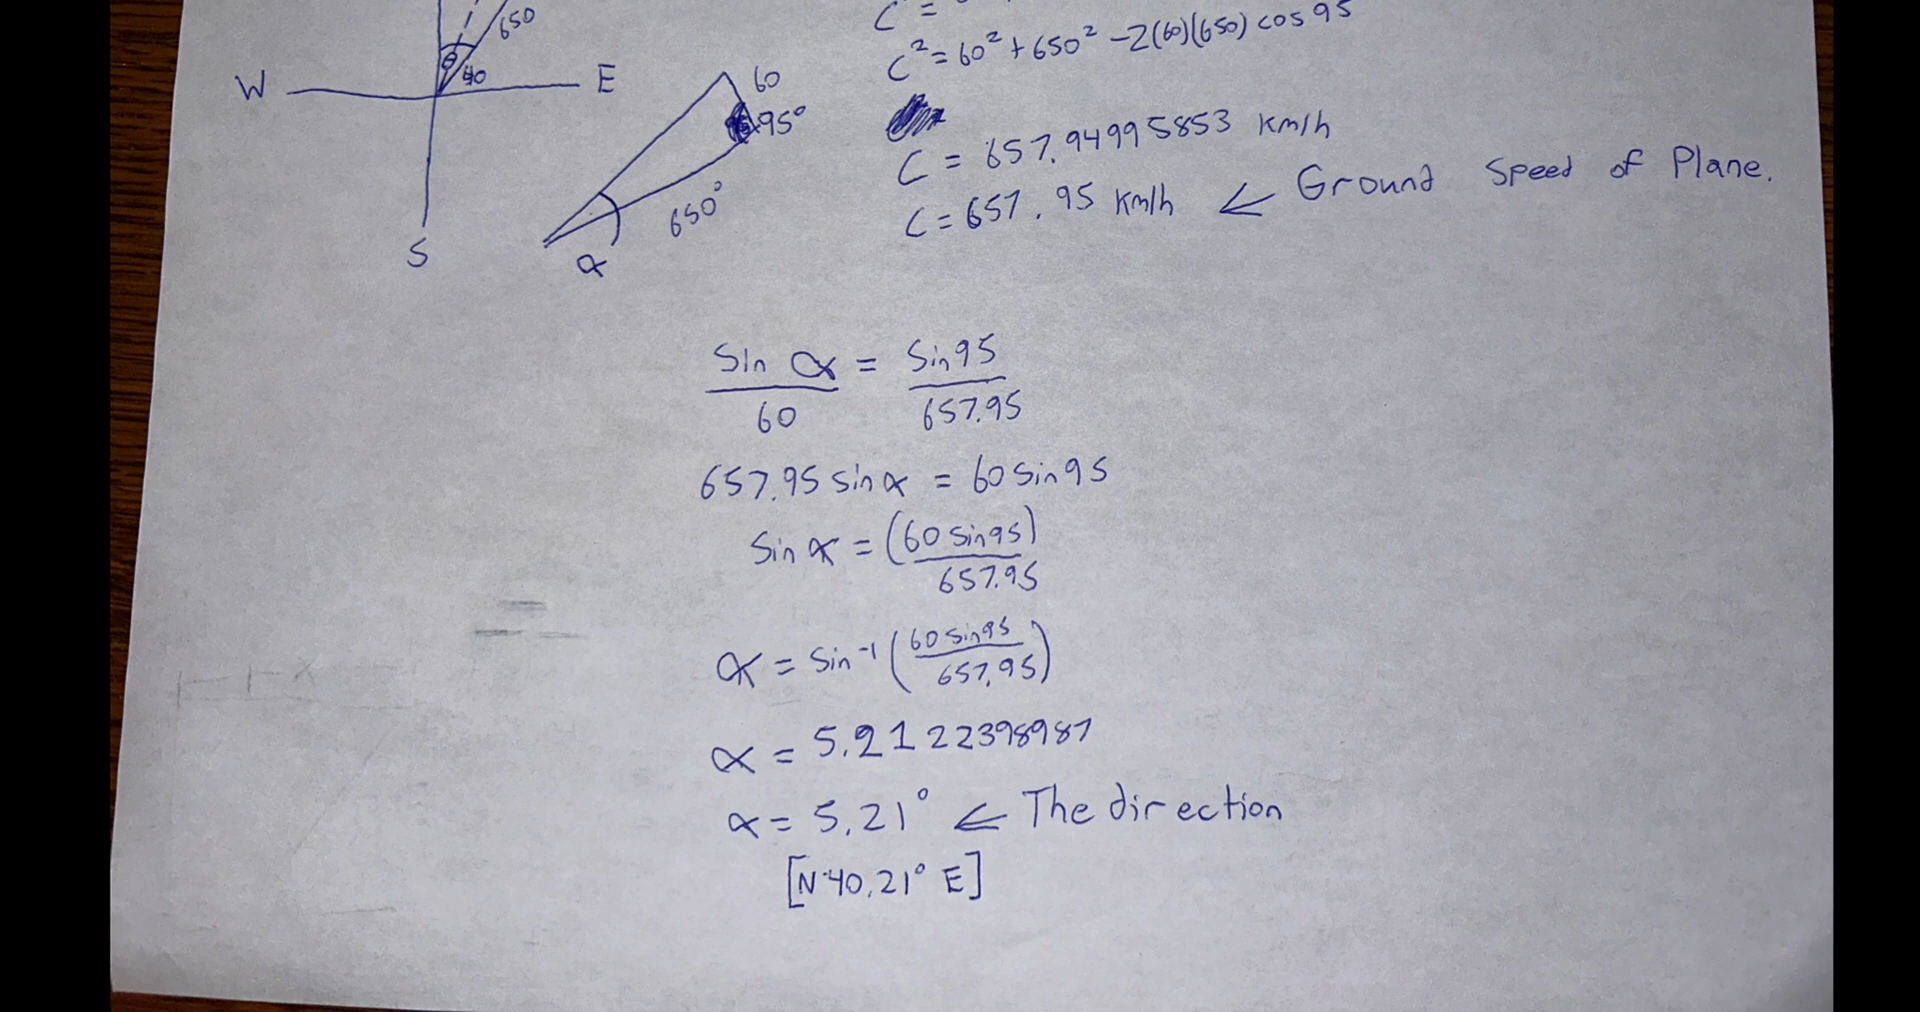 650
C =
C² = 60² + 650² - 2(60)(650) cos 95
θ
40
W
E
60
95°
C = 657.94995853 km/h
650°
C = 657.95 km/h ← Ground Speed of Plane.
S
α
Sin α = Sin 95
60 657.95
657.95 sin α = 60 sin 95
Sin α = (60 sin 95)
657.95
α = Sin⁻¹ (60 sin 95
657.95)
α = 5.2122398987
α = 5.21° ← The direction
[N 40.21° E]